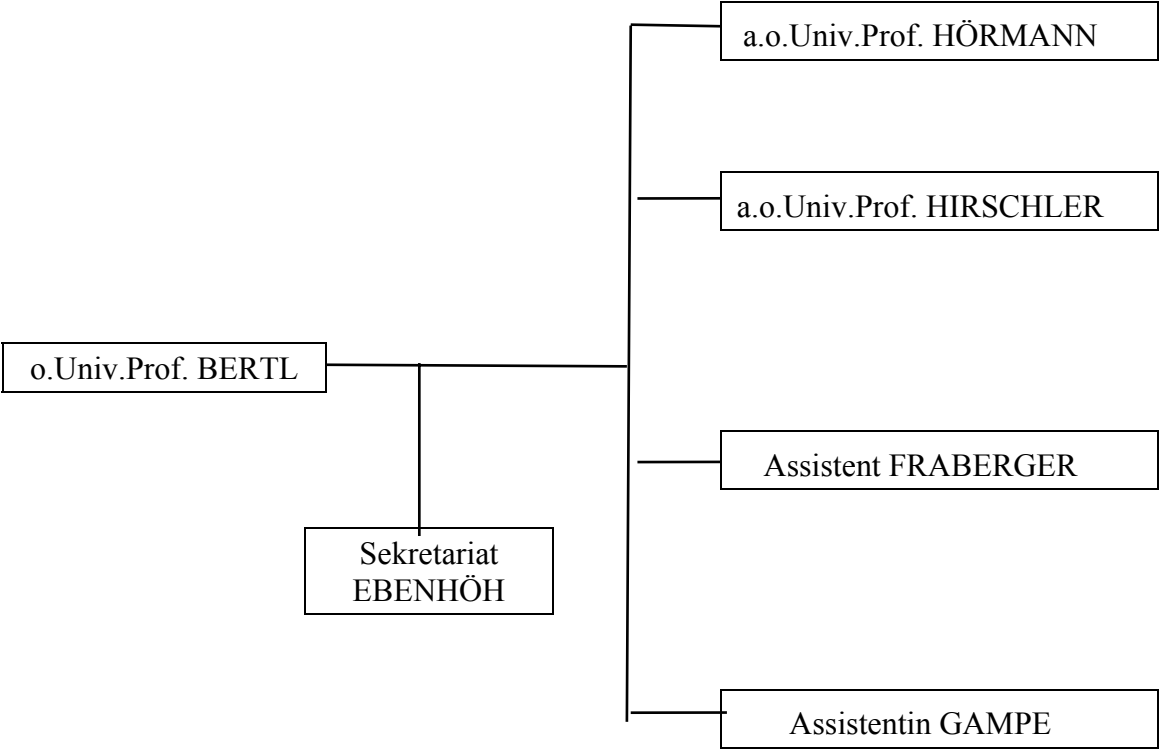 a.o.Univ.Prof. HÖRMANN
a.o.Univ.Prof. HIRSCHLER
o.Univ.Prof. BERTL
Assistent FRABERGER
Sekretariat
EBENHÖH
Assistentin GAMPE